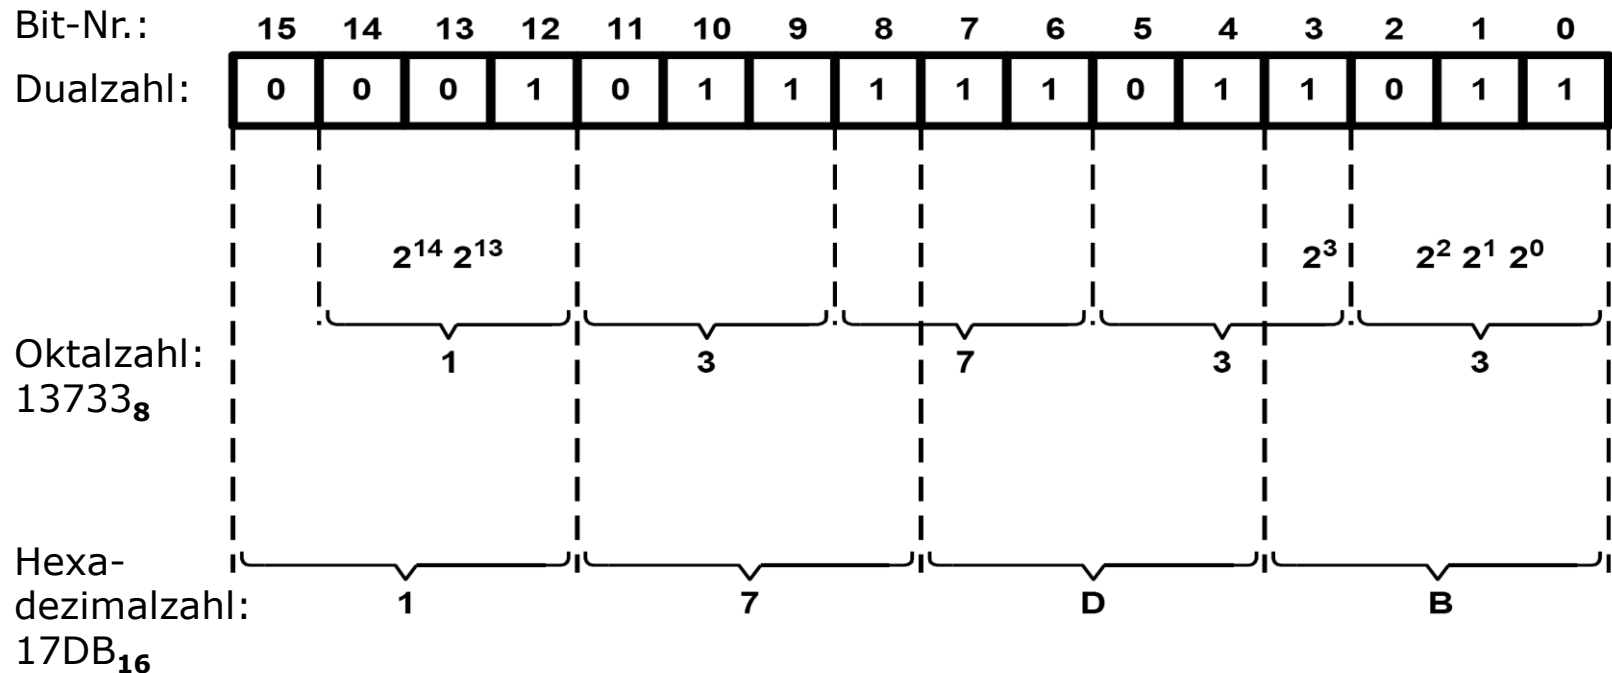 Bit-Nr.: 15 14 13 12 11 10 9 8 7 6 5 4 3 2 1 0
Dualzahl: 0 0 0 1 0 1 1 1 1 1 0 1 1 0 1 1
2¹⁴ 2¹³ 2³ 2² 2¹ 2⁰
Oktalzahl: 1 3 7 3 3
13733₈
Hexa-
dezimalzahl: 1 7 D B
17DB₁₆